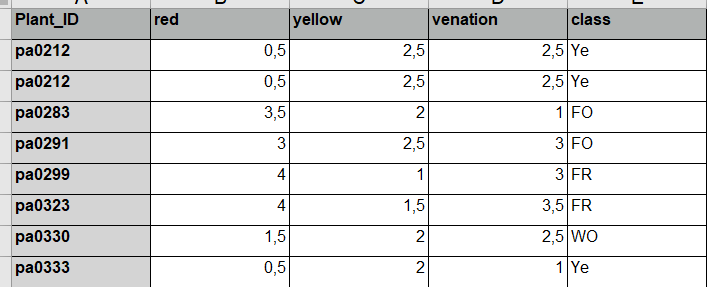 Plant_ID red yellow venation class
pa0212 0,5 2,5 2,5 Ye
pa0212 0,5 2,5 2,5 Ye
pa0283 3,5 2 1 FO
pa0291 3 2,5 3 FO
pa0299 4 1 3 FR
pa0323 4 1,5 3,5 FR
pa0330 1,5 2 2,5 WO
pa0333 0,5 2 1 Ye